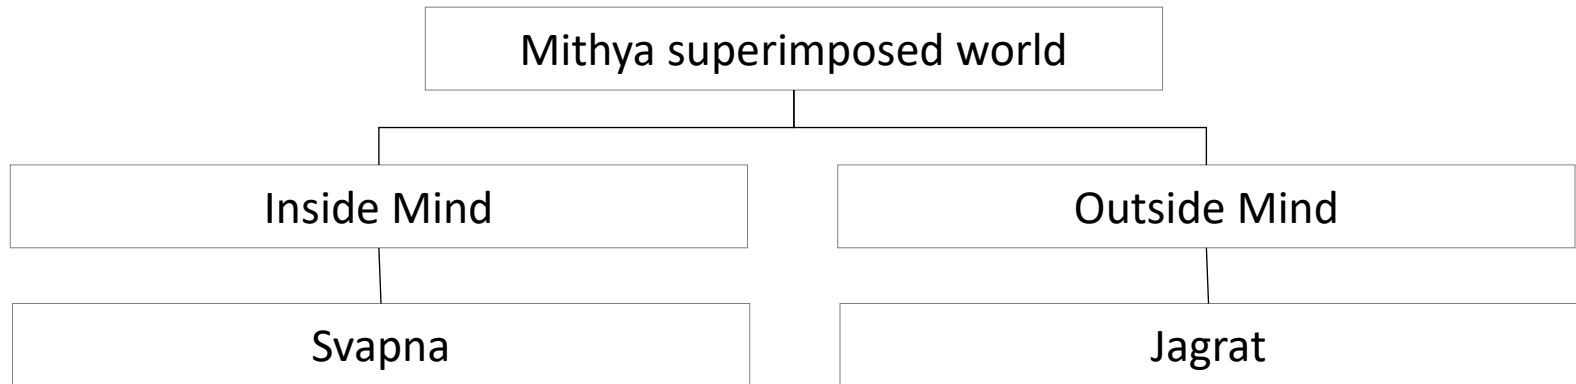 Mithya superimposed world
Inside Mind
Outside Mind
Svapna
Jagrat